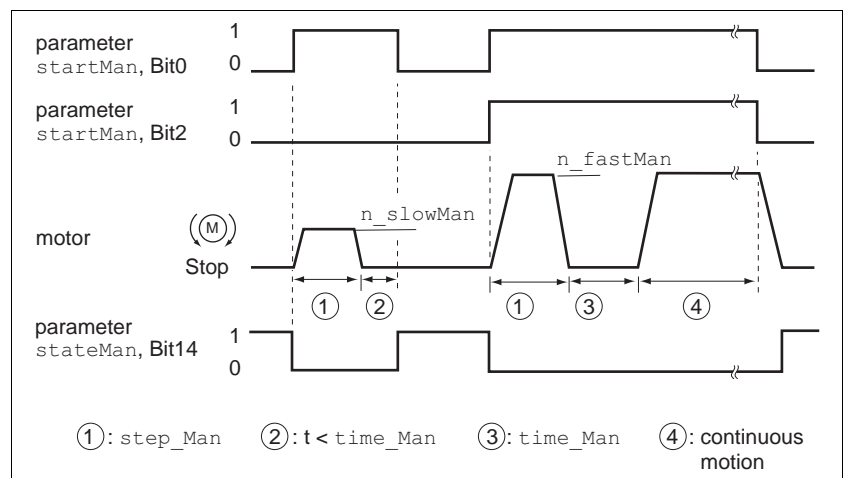 parameter
startMan, Bit0
1
0
parameter
startMan, Bit2
1
0
n_fastMan
n_slowMan
motor
M
Stop
1 2 1 3 4
parameter
stateMan, Bit14
1
0
1: step_Man 2: t < time_Man 3: time_Man 4: continuous
motion